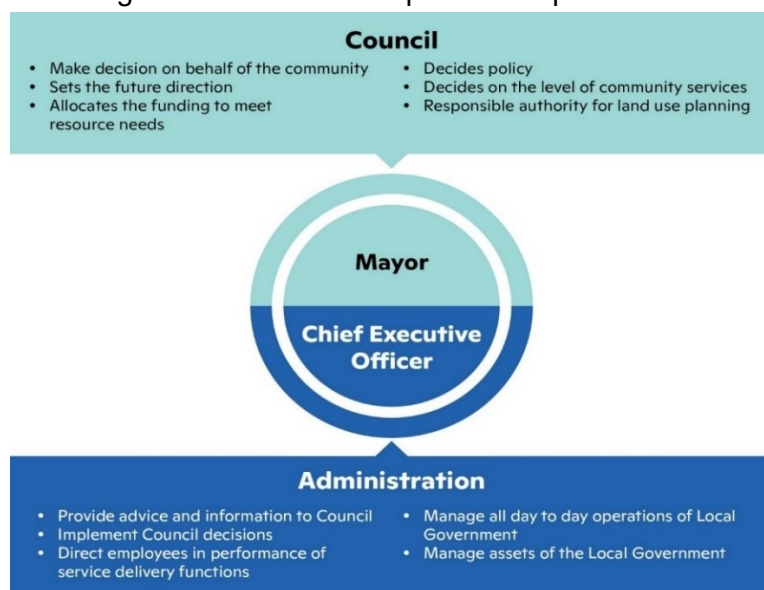 Council
• Make decision on behalf of the community
• Sets the future direction
• Allocates the funding to meet
resource needs
• Decides policy
• Decides on the level of community services
• Responsible authority for land use planning
Mayor
Chief Executive
Officer
Administration
• Provide advice and information to Council
• Implement Council decisions
• Direct employees in performance of
service delivery functions
• Manage all day to day operations of Local
Government
• Manage assets of the Local Government